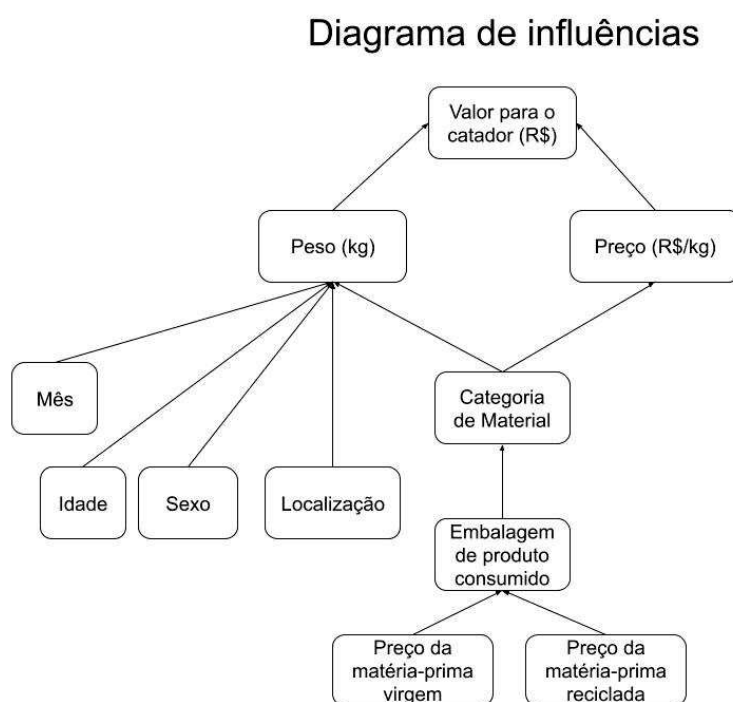 Diagrama de influências
Valor para o
catador (R$)
Peso (kg)
Preço (R$/kg)
Mês
Categoria
de Material
Idade
Sexo
Localização
Embalagem
de produto
consumido
Preço da
matéria-prima
virgem
Preço da
matéria-prima
reciclada